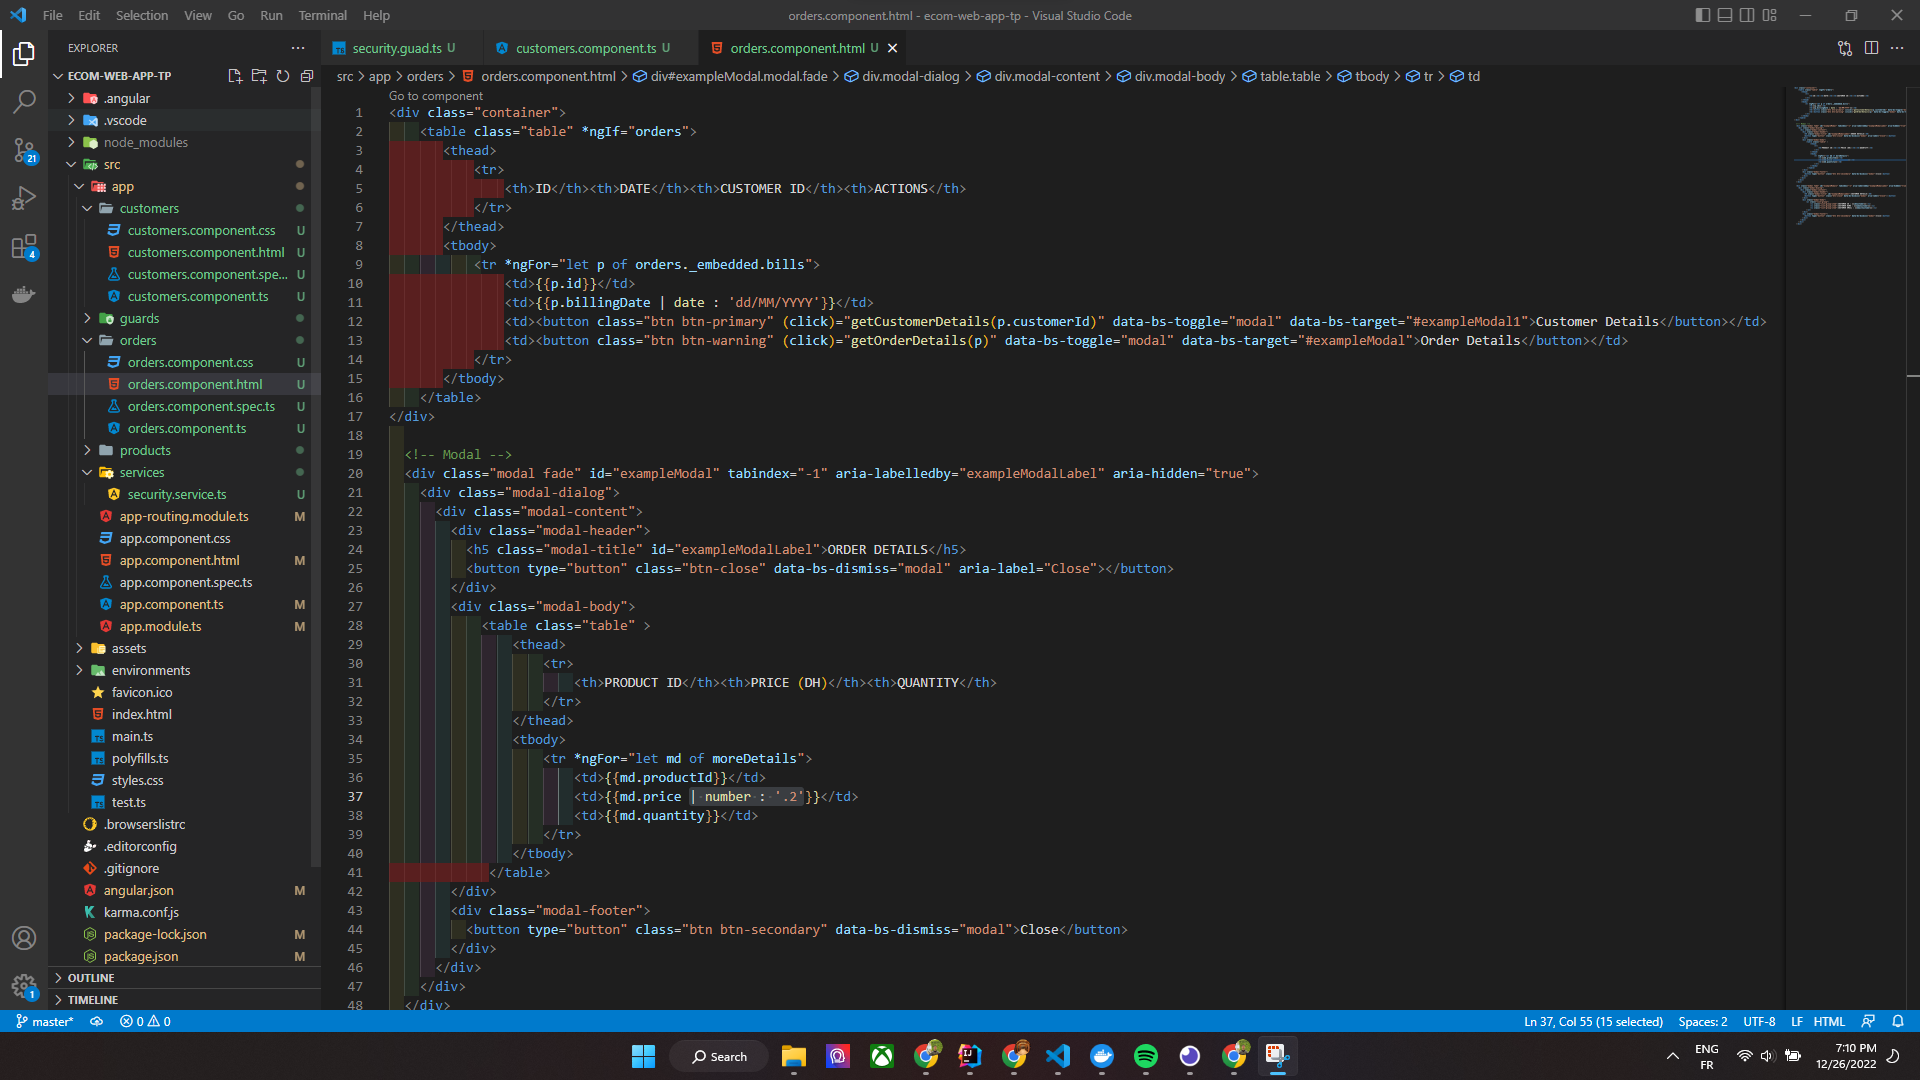 File Edit Selection View Go Run Terminal Help
orders.component.html - ecom-web-app-tp - Visual Studio Code
EXPLORER
ECOM-WEB-APP-TP
.angular
.vscode
node_modules
src
app
customers
customers.component.css U
customers.component.html U
customers.component.spe... U
customers.component.ts U
guards
orders
orders.component.css U
orders.component.html U
orders.component.spec.ts U
orders.component.ts U
products
services
security.service.ts U
app-routing.module.ts M
app.component.css
app.component.html M
app.component.spec.ts
app.component.ts M
app.module.ts M
assets
environments
favicon.ico
index.html
main.ts
polyfills.ts
styles.css
test.ts
.browserslistrc
.editorconfig
.gitignore
angular.json M
karma.conf.js
package-lock.json M
package.json M
OUTLINE
TIMELINE
21
4
1
security.guad.ts U
customers.component.ts U
orders.component.html U
src > app > orders > orders.component.html > div#exampleModal.modal.fade > div.modal-dialog > div.modal-content > div.modal-body > table.table > tbody > tr > td
Go to component
1 <div class="container">
2 <table class="table" *ngIf="orders">
3 <thead>
4 <tr>
5 <th>ID</th><th>DATE</th><th>CUSTOMER ID</th><th>ACTIONS</th>
6 </tr>
7 </thead>
8 <tbody>
9 <tr *ngFor="let p of orders._embedded.bills">
10 <td>{{p.id}}</td>
11 <td>{{p.billingDate | date : 'dd/MM/YYYY'}}</td>
12 <td><button class="btn btn-primary" (click)="getCustomerDetails(p.customerId)" data-bs-toggle="modal" data-bs-target="#exampleModal1">Customer Details</button></td>
13 <td><button class="btn btn-warning" (click)="getOrderDetails(p)" data-bs-toggle="modal" data-bs-target="#exampleModal">Order Details</button></td>
14 </tr>
15 </tbody>
16 </table>
17 </div>
18
19 <!-- Modal -->
20 <div class="modal fade" id="exampleModal" tabindex="-1" aria-labelledby="exampleModalLabel" aria-hidden="true">
21 <div class="modal-dialog">
22 <div class="modal-content">
23 <div class="modal-header">
24 <h5 class="modal-title" id="exampleModalLabel">ORDER DETAILS</h5>
25 <button type="button" class="btn-close" data-bs-dismiss="modal" aria-label="Close"></button>
26 </div>
27 <div class="modal-body">
28 <table class="table" >
29 <thead>
30 <tr>
31 <th>PRODUCT ID</th><th>PRICE (DH)</th><th>QUANTITY</th>
32 </tr>
33 </thead>
34 <tbody>
35 <tr *ngFor="let md of moreDetails">
36 <td>{{md.productId}}</td>
37 <td>{{md.price | number : '.2'}}</td>
38 <td>{{md.quantity}}</td>
39 </tr>
40 </tbody>
41 </table>
42 </div>
43 <div class="modal-footer">
44 <button type="button" class="btn btn-secondary" data-bs-dismiss="modal">Close</button>
45 </div>
46 </div>
47 </div>
48 </div>
master* 0 0
Ln 37, Col 55 (15 selected) Spaces: 2 UTF-8 LF HTML
Search
ENG
FR
7:10 PM
12/26/2022